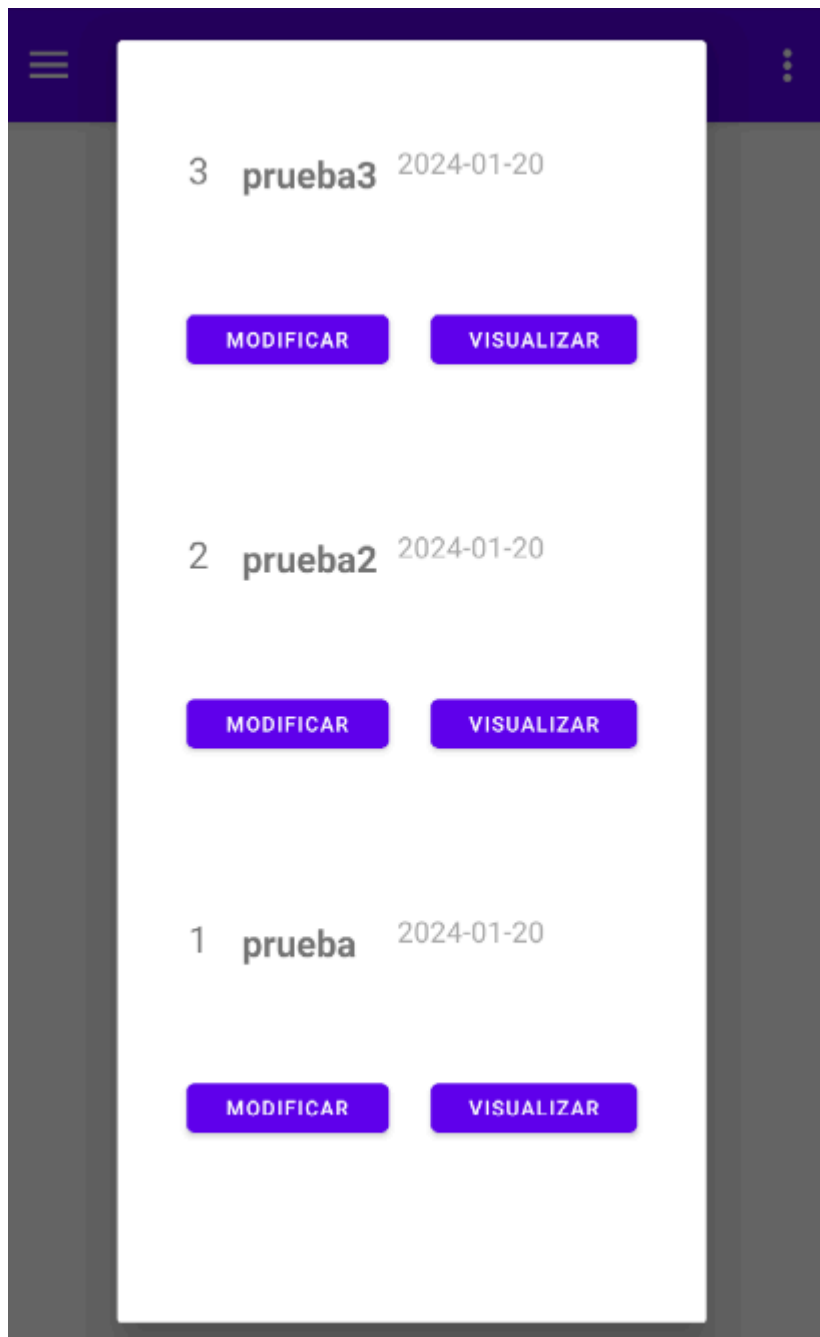 3 prueba3 2024-01-20
MODIFICAR VISUALIZAR
2 prueba2 2024-01-20
MODIFICAR VISUALIZAR
1 prueba 2024-01-20
MODIFICAR VISUALIZAR